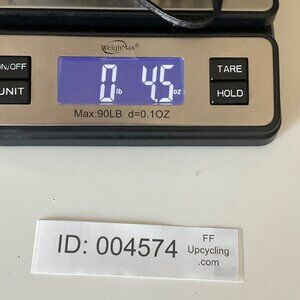 WeighMax®
ON/OFF
UNIT
0 lb 4.5 oz
TARE
HOLD
Max:90LB d=0.1OZ
ID: 004574
FF
Upcycling
.com